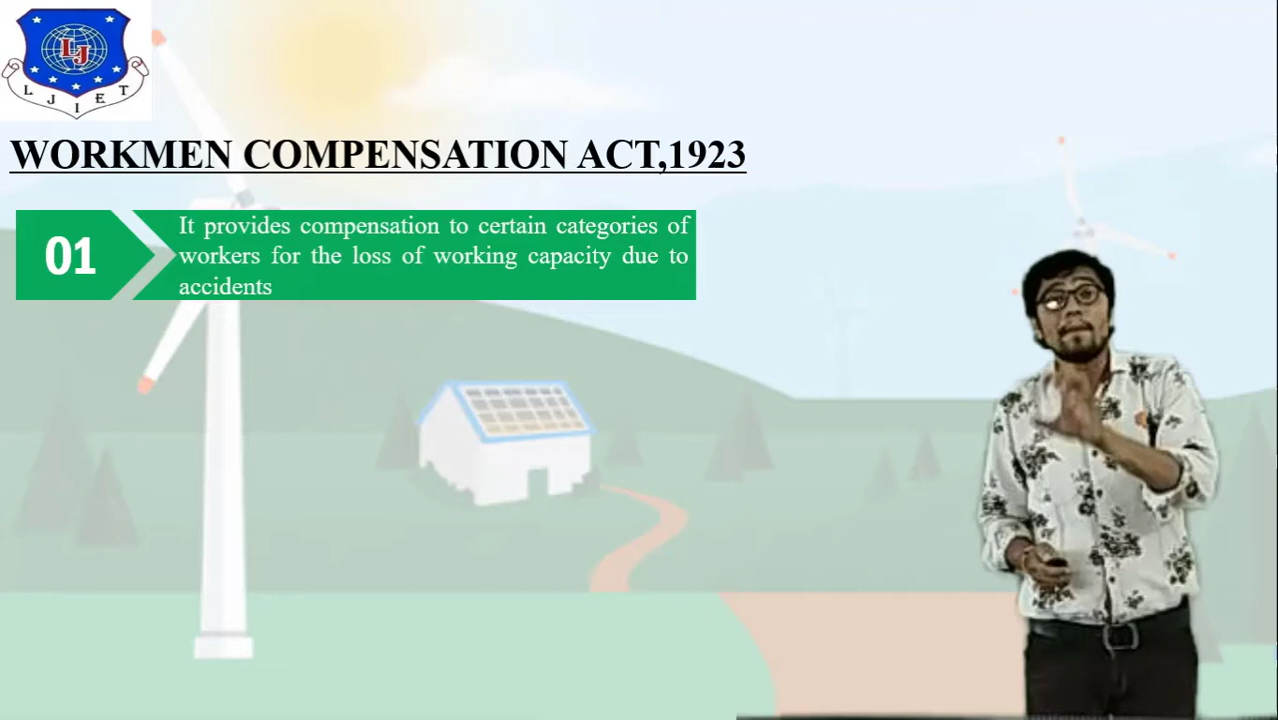 LJ
LJIET
WORKMEN COMPENSATION ACT,1923
01
It provides compensation to certain categories of
workers for the loss of working capacity due to
accidents